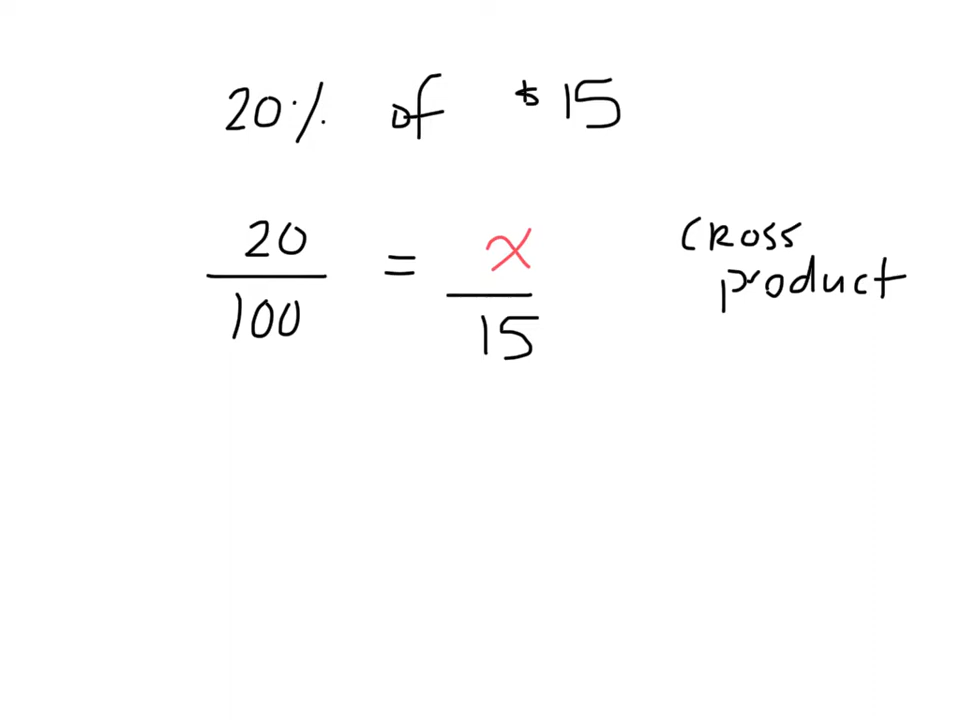 20% of $15
20/100 = x/15
cross
product